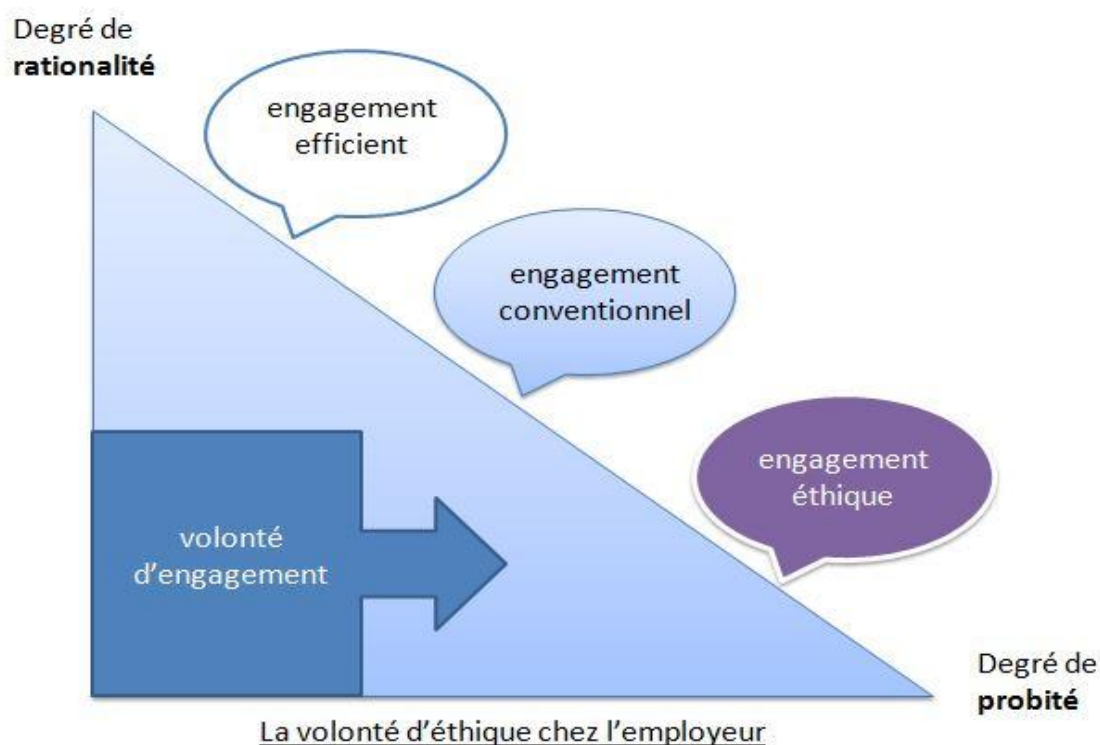 Degré de
rationalité
engagement
efficient
engagement
conventionnel
engagement
éthique
volonté
d'engagement
Degré de
probité
La volonté d'éthique chez l'employeur